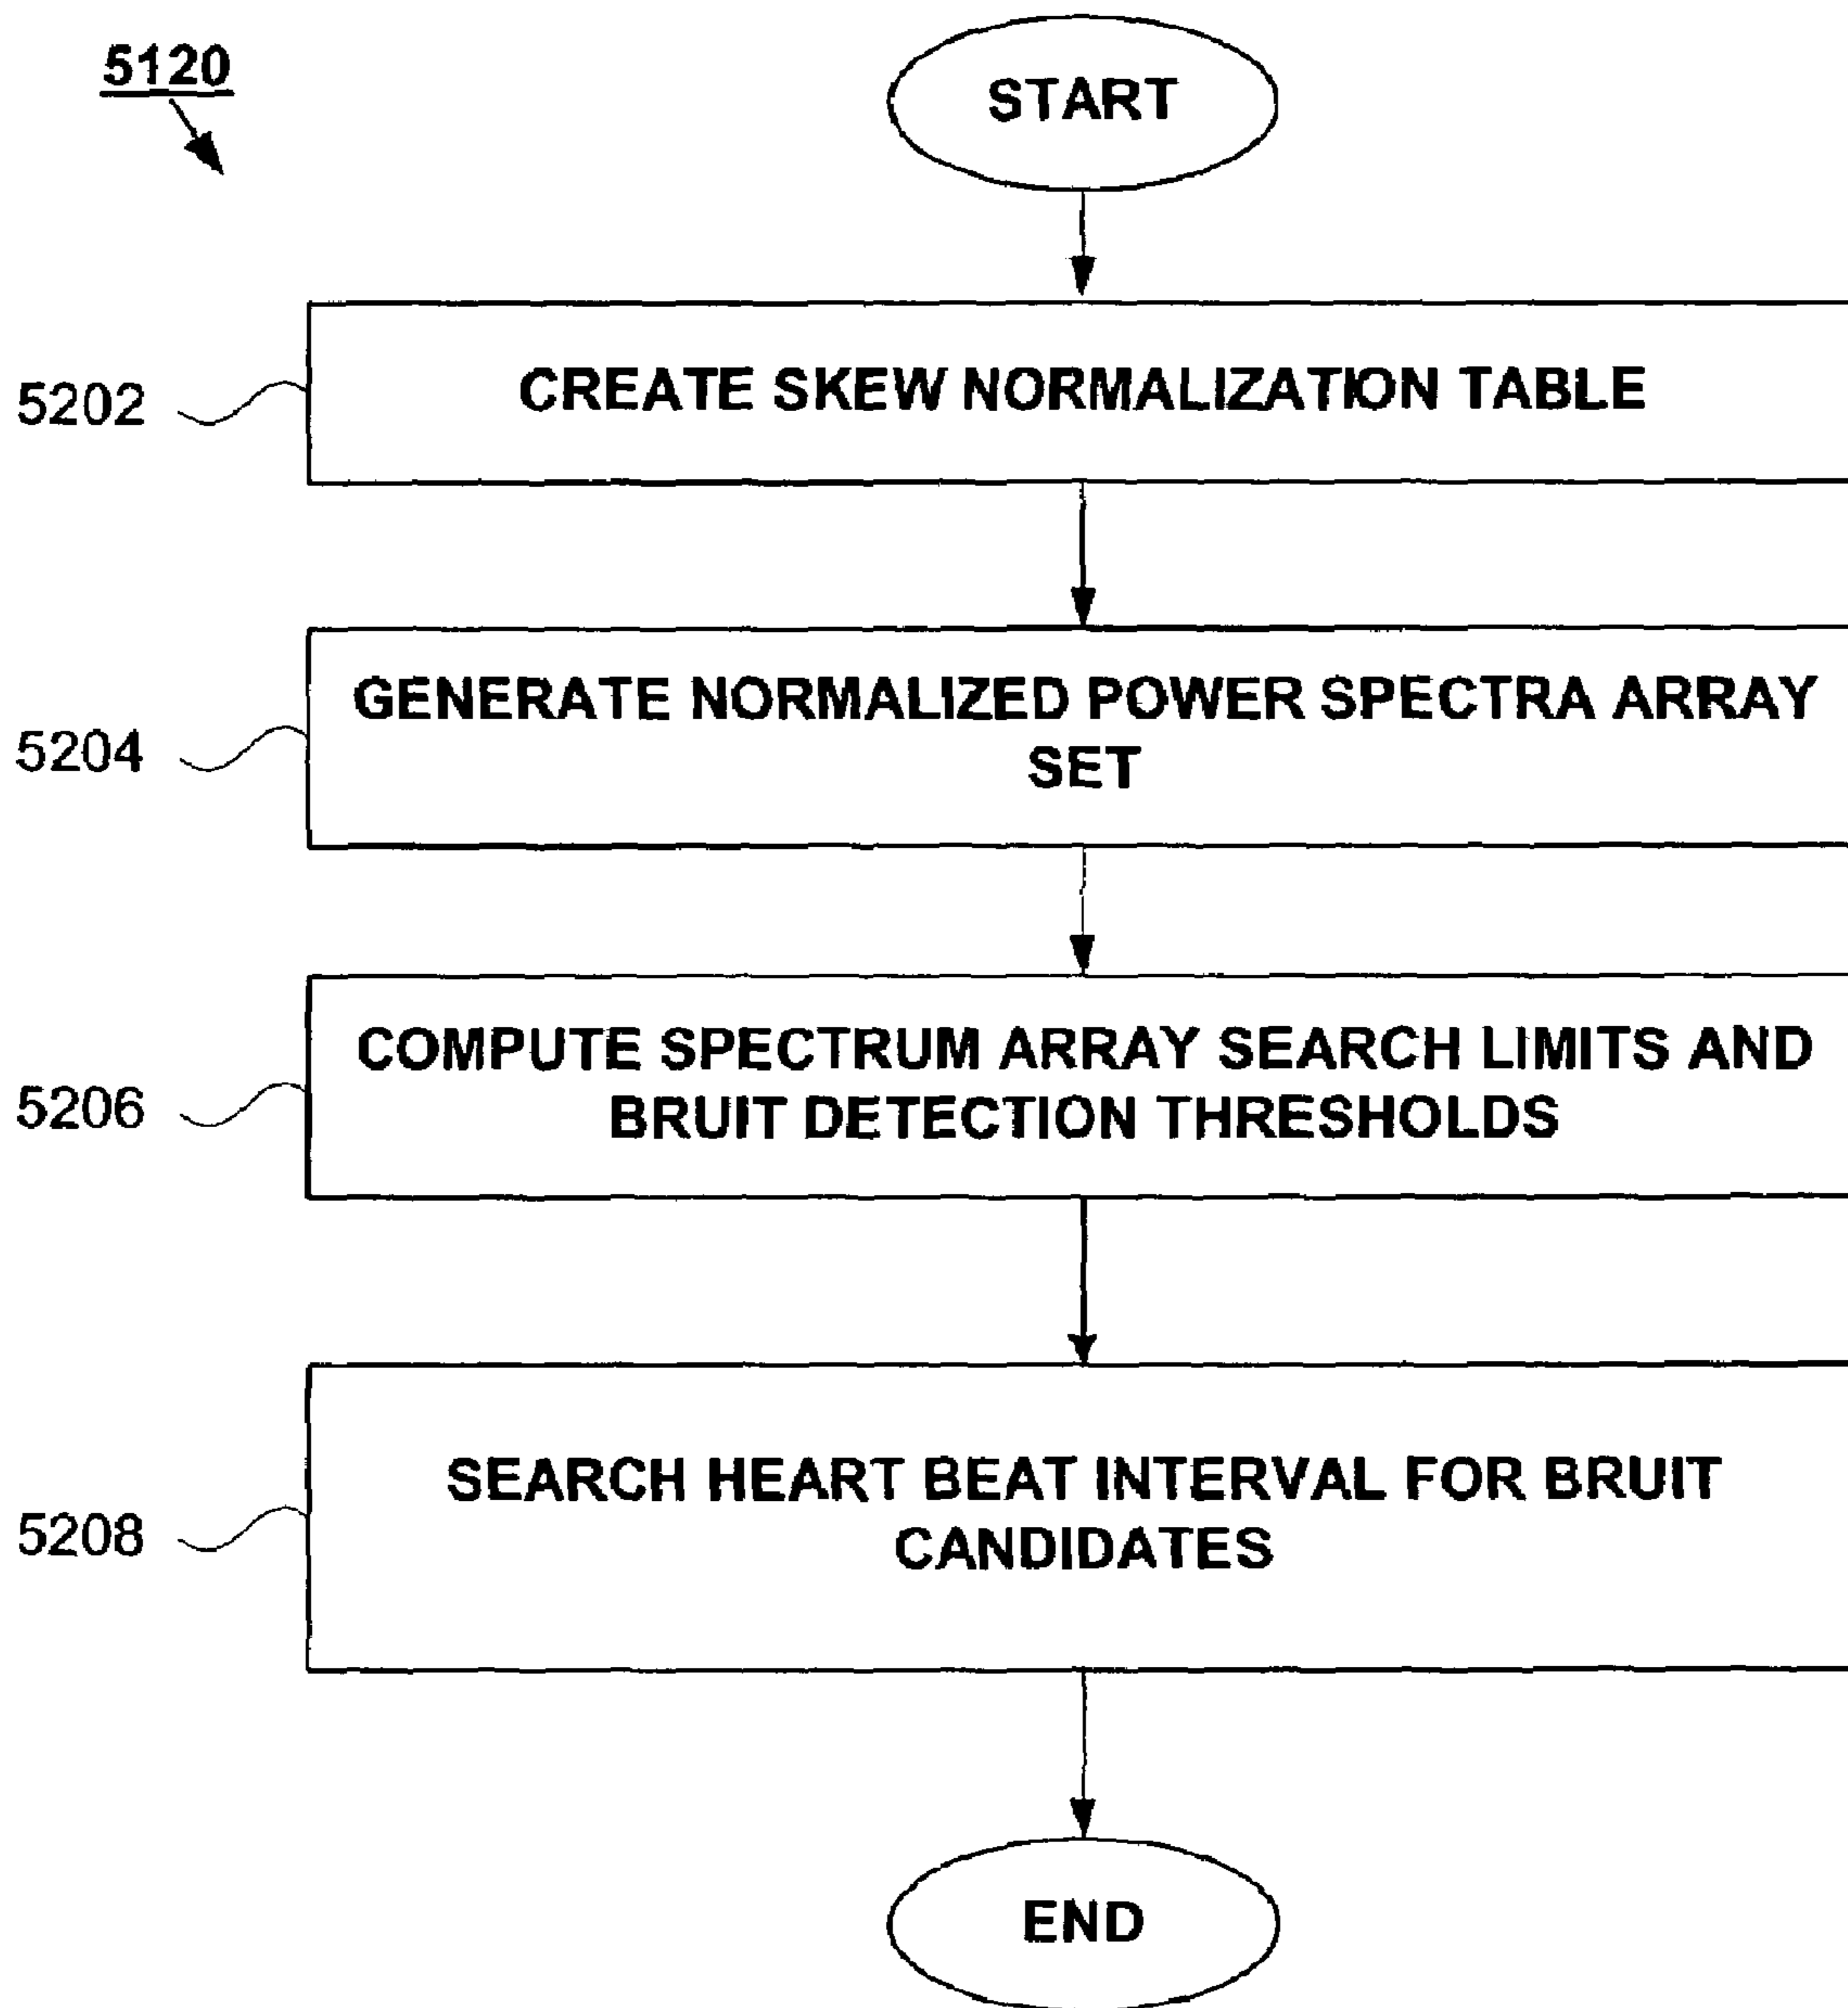 5120
START
5202
CREATE SKEW NORMALIZATION TABLE
5204
GENERATE NORMALIZED POWER SPECTRA ARRAY
SET
5206
COMPUTE SPECTRUM ARRAY SEARCH LIMITS AND
BRUIT DETECTION THRESHOLDS
5208
SEARCH HEART BEAT INTERVAL FOR BRUIT
CANDIDATES
END